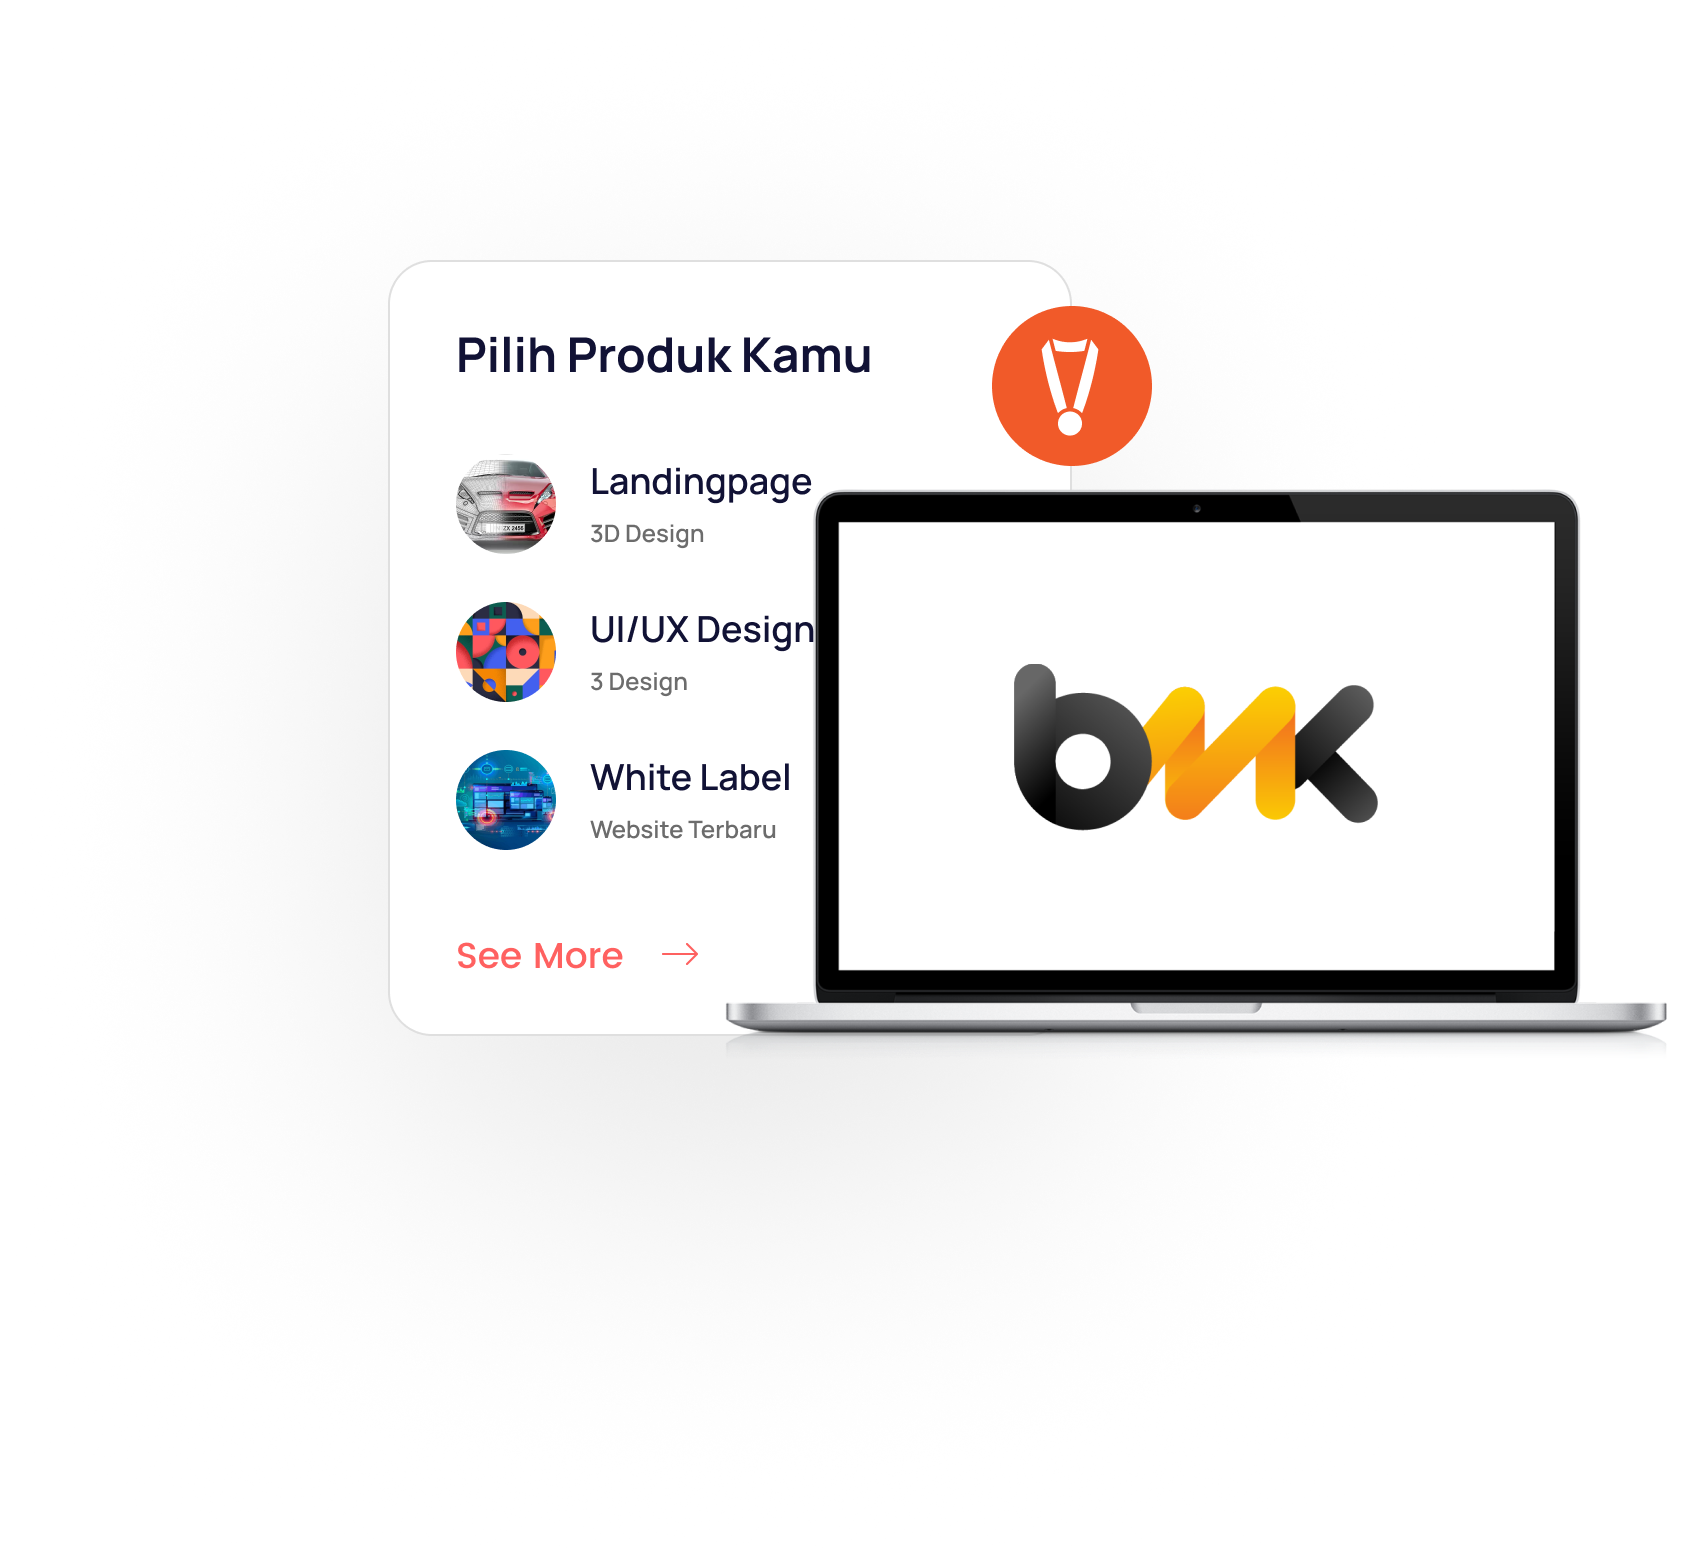 Pilih Produk Kamu
Landingpage
3D Design
UI/UX Design
3 Design
White Label
Website Terbaru
See More
bmk